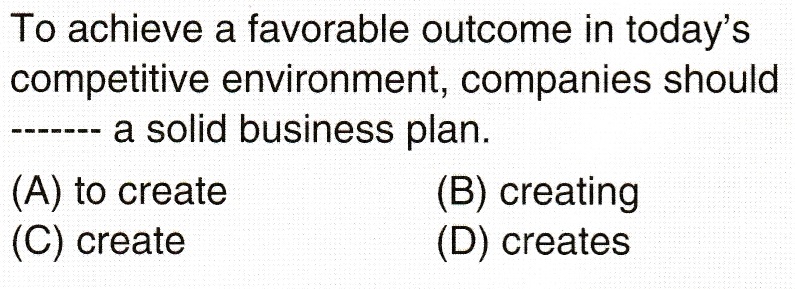 To achieve a favorable outcome in today's
competitive environment, companies should
------- a solid business plan.
(A) to create (B) creating
(C) create (D) creates